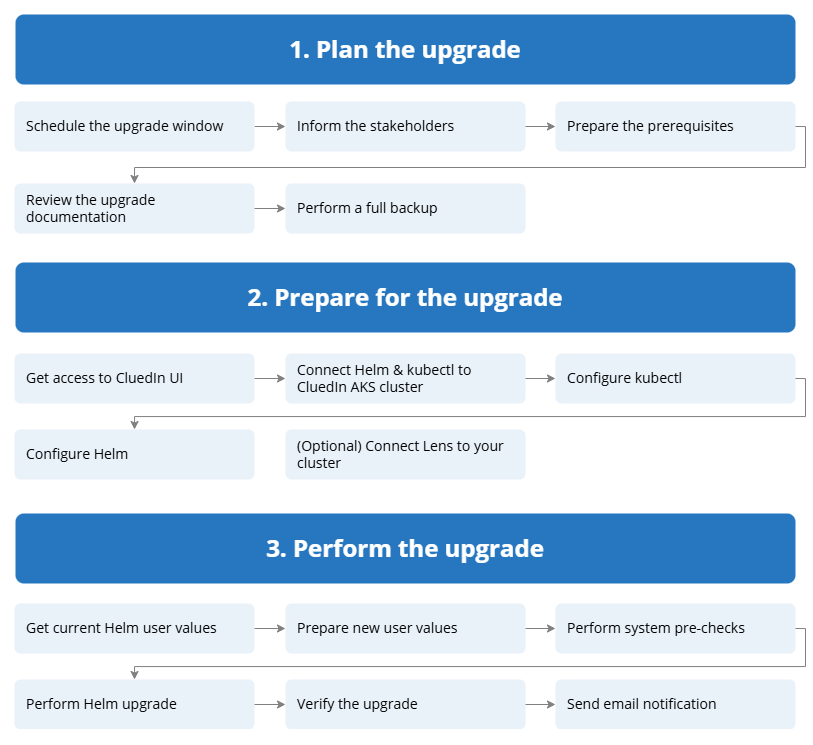 1. Plan the upgrade
Schedule the upgrade window
Inform the stakeholders
Prepare the prerequisites
Review the upgrade
documentation
Perform a full backup
2. Prepare for the upgrade
Get access to CluedIn UI
Connect Helm & kubectl to
CluedIn AKS cluster
Configure kubectl
Configure Helm
(Optional) Connect Lens to your
cluster
3. Perform the upgrade
Get current Helm user values
Prepare new user values
Perform system pre-checks
Perform Helm upgrade
Verify the upgrade
Send email notification